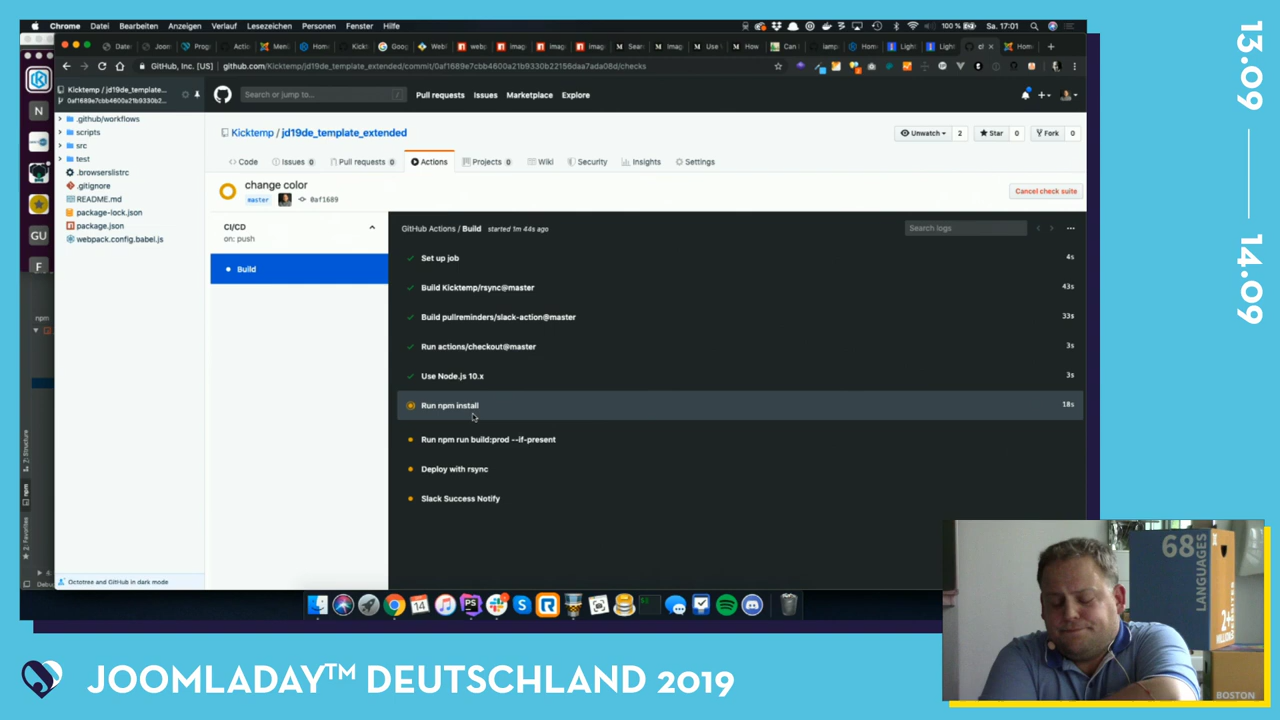 Chrome Datei Bearbeiten Anzeigen Verlauf Lesezeichen Personen Fenster Hilfe
100 % Sa. 17:01
GitHub, Inc. [US] github.com/Kicktemp/jd19de_template_extended/commit/0af1689e7cbb4600a21b9330b22156daa7ada08d/checks
Kicktemp / jd19de_template...
0af1689e7cbb4600a21b9330b2...
Search or jump to... /
Pull requests Issues Marketplace Explore
.github/workflows
scripts
src
test
.browserslistrc
.gitignore
README.md
package-lock.json
package.json
webpack.config.babel.js
Octotree and GitHub in dark mode
Kicktemp / jd19de_template_extended
Unwatch 2 Star 0 Fork 0
Code Issues 0 Pull requests 0 Actions Projects 0 Wiki Security Insights Settings
change color
master 0af1689
Cancel check suite
CI/CD
on: push
Build
GitHub Actions / Build started 1m 44s ago
Search logs
Set up job 4s
Build Kicktemp/rsync@master 43s
Build pullreminders/slack-action@master 33s
Run actions/checkout@master 3s
Use Node.js 10.x 3s
Run npm install 18s
Run npm run build:prod --if-present
Deploy with rsync
Slack Success Notify
N
GU
F
npm
13.09
14.09
68
LANGUAGES
2+
BOSTON
JOOMLADAY™ DEUTSCHLAND 2019